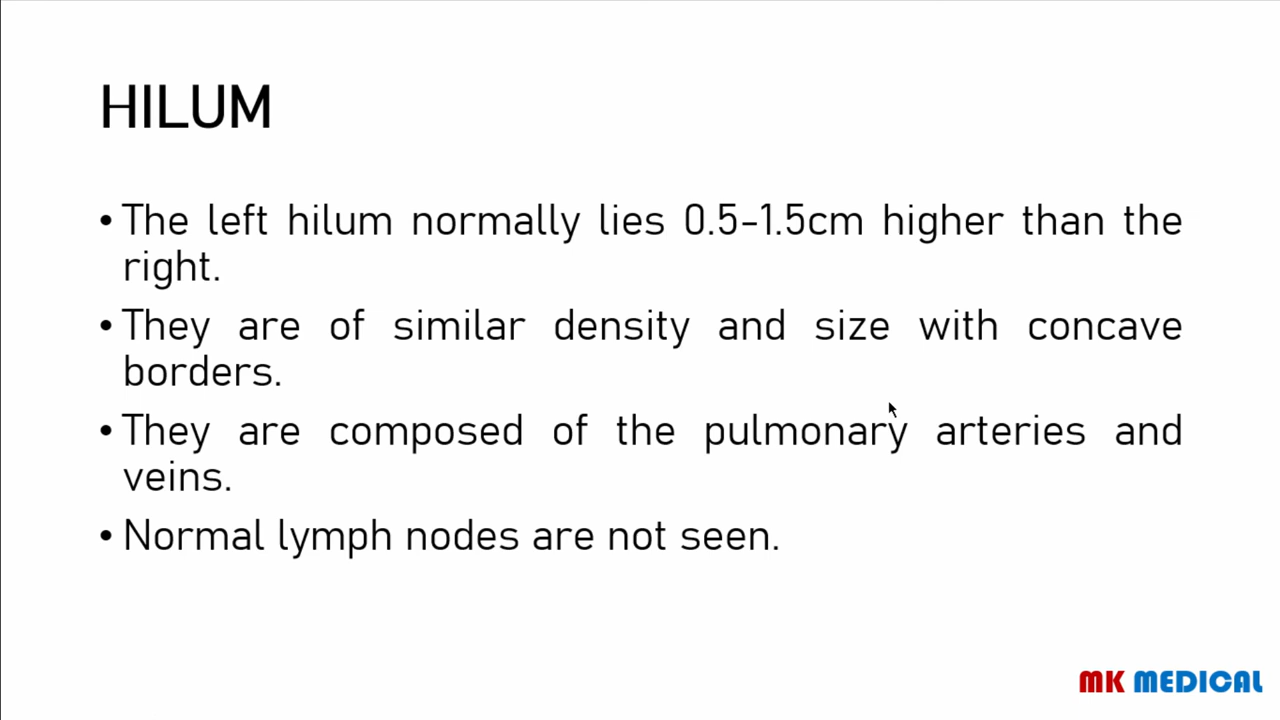 HILUM
• The left hilum normally lies 0.5-1.5cm higher than the
right.
• They are of similar density and size with concave
borders.
• They are composed of the pulmonary arteries and
veins.
• Normal lymph nodes are not seen.
MK MEDICAL